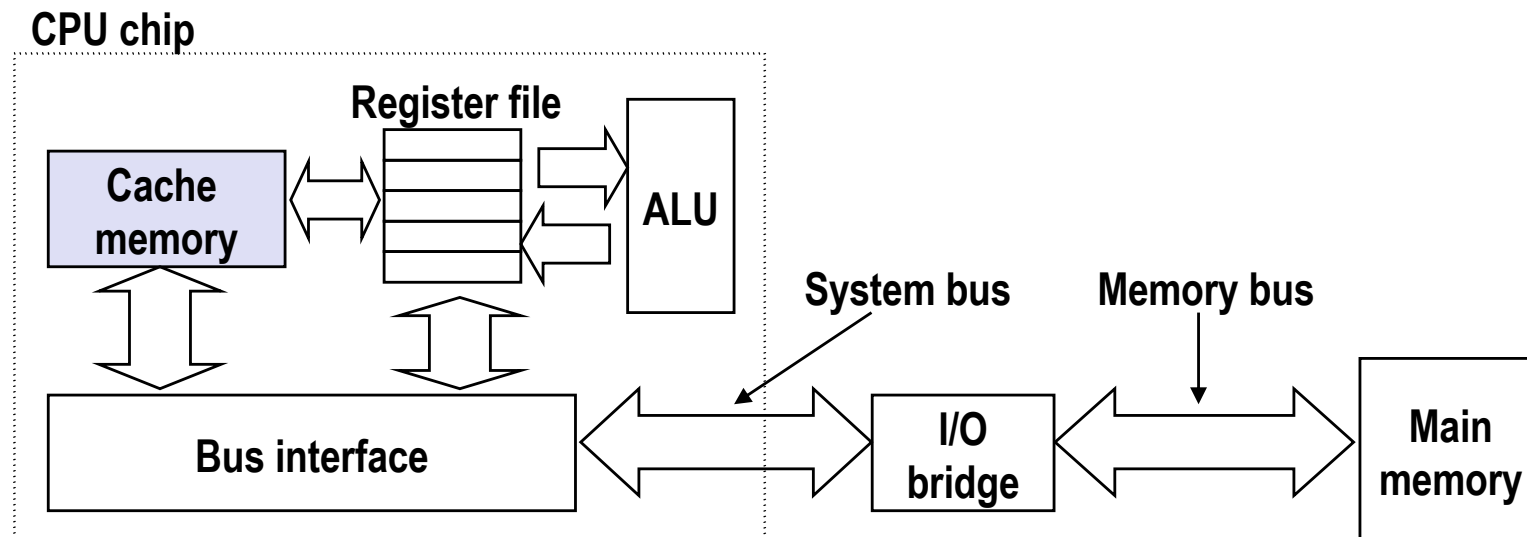 CPU chip
Register file
Cache
memory
ALU
System bus
Memory bus
Bus interface
I/O
bridge
Main
memory